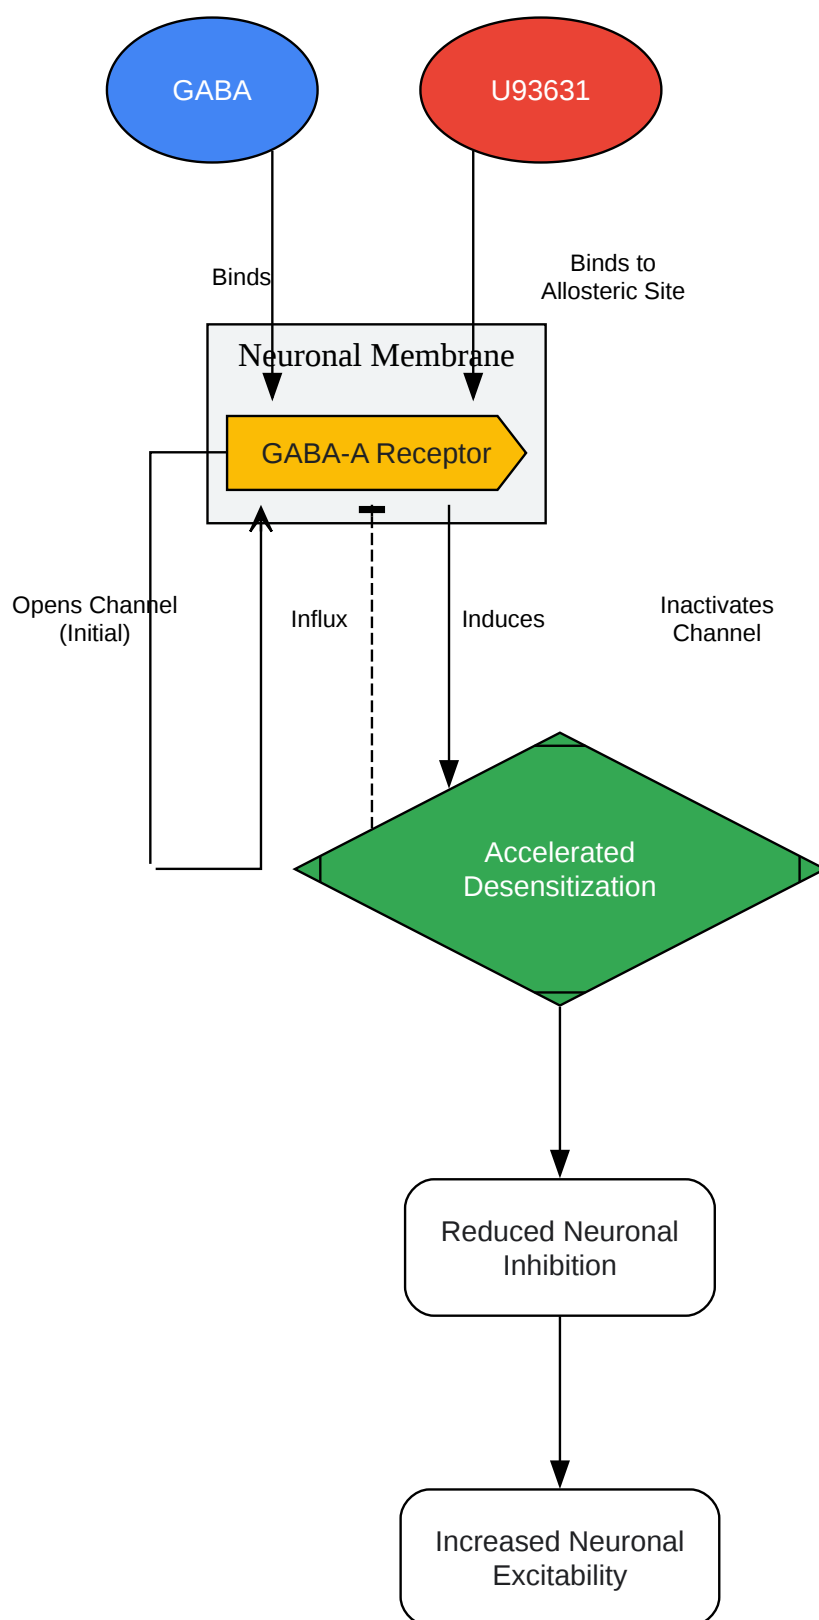 GABA
U93631
Binds
Binds to
Allosteric Site
Neuronal Membrane
GABA-A Receptor
Opens Channel
(Initial)
Influx
Induces
Inactivates
Channel
Accelerated
Desensitization
Reduced Neuronal
Inhibition
Increased Neuronal
Excitability